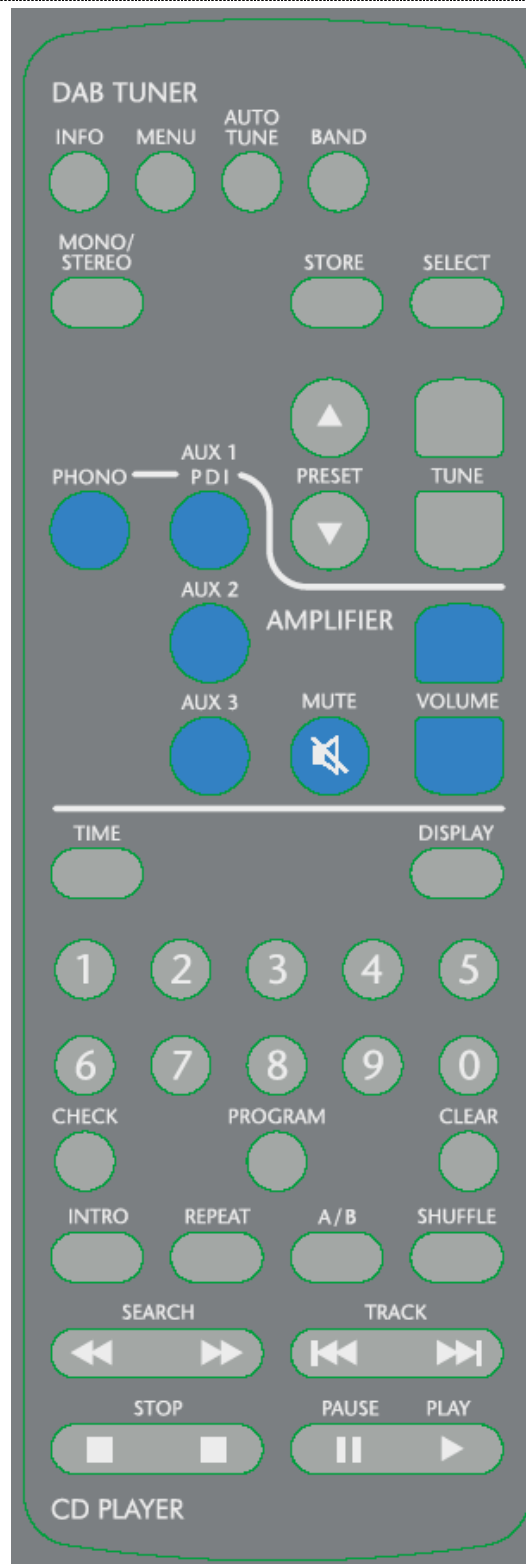 DAB TUNER
AUTO
INFO MENU TUNE BAND
MONO/
STEREO STORE SELECT
AUX 1
PHONO PDI PRESET TUNE
AUX 2
AMPLIFIER
AUX 3 MUTE VOLUME
TIME DISPLAY
1 2 3 4 5
6 7 8 9 0
CHECK PROGRAM CLEAR
INTRO REPEAT A/B SHUFFLE
SEARCH TRACK
STOP PAUSE PLAY
CD PLAYER